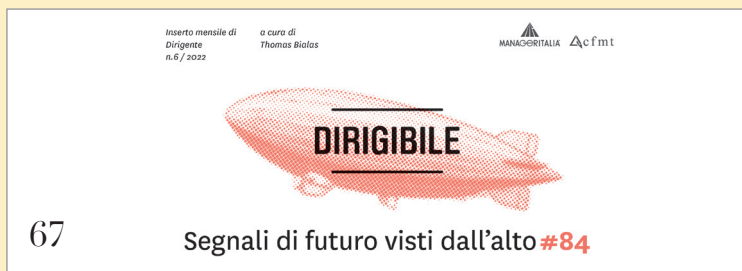 Inserto mensile di
Dirigente
n.6 / 2022
a cura di
Thomas Bialas
MANAGERITALIA
cfmt
DIRIGIBILE
67
Segnali di futuro visti dall'alto #84